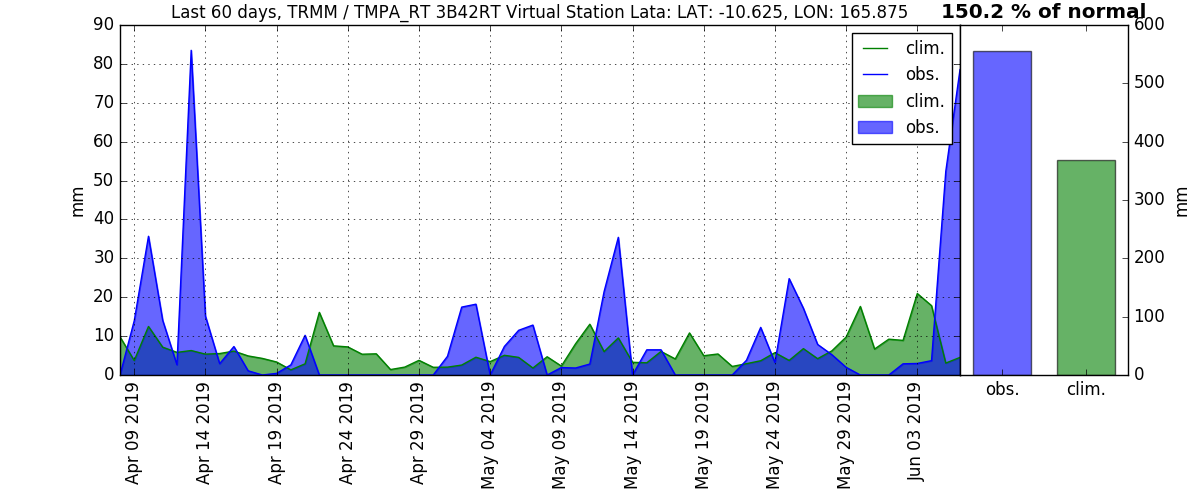 Last 60 days, TRMM / TMPA_RT 3B42RT Virtual Station Lata: LAT: -10.625, LON: 165.875
150.2 % of normal
90
80
70
60
50
40
30
20
10
0
mm
clim.
obs.
clim.
obs.
600
500
400
300
200
100
0
mm
Apr 09 2019
Apr 14 2019
Apr 19 2019
Apr 24 2019
Apr 29 2019
May 04 2019
May 09 2019
May 14 2019
May 19 2019
May 24 2019
May 29 2019
Jun 03 2019
obs.
clim.